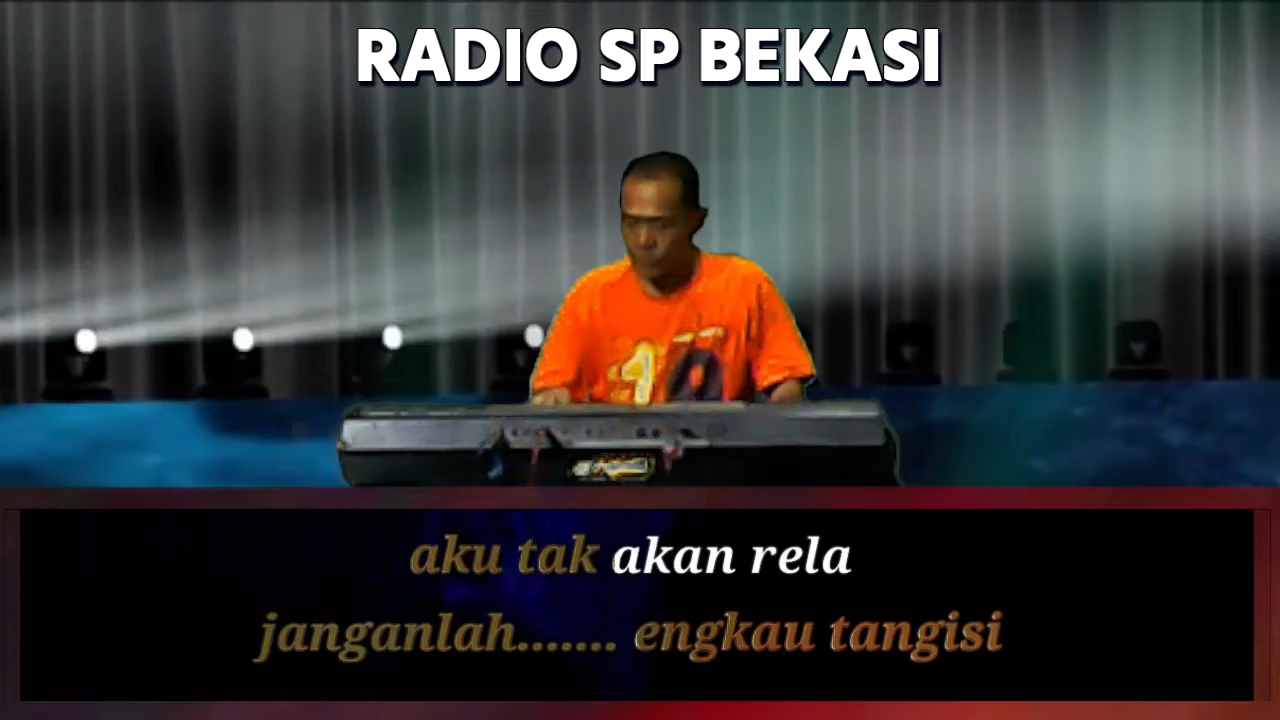 RADIO SP BEKASI
aku tak akan rela
janganlah....... engkau tangisi